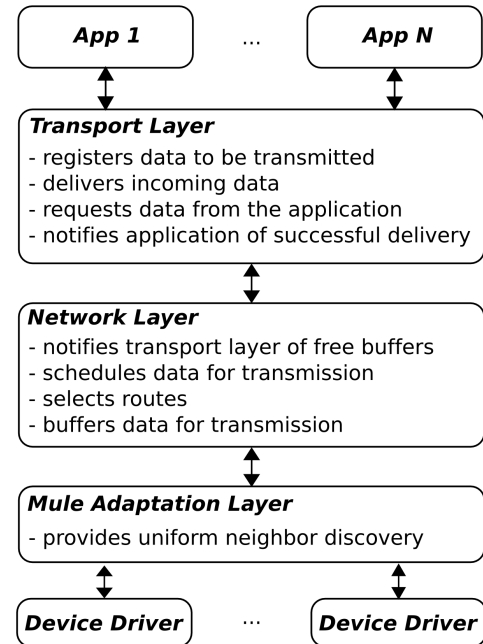 App 1 ... App N
Transport Layer
- registers data to be transmitted
- delivers incoming data
- requests data from the application
- notifies application of successful delivery
Network Layer
- notifies transport layer of free buffers
- schedules data for transmission
- selects routes
- buffers data for transmission
Mule Adaptation Layer
- provides uniform neighbor discovery
Device Driver ... Device Driver